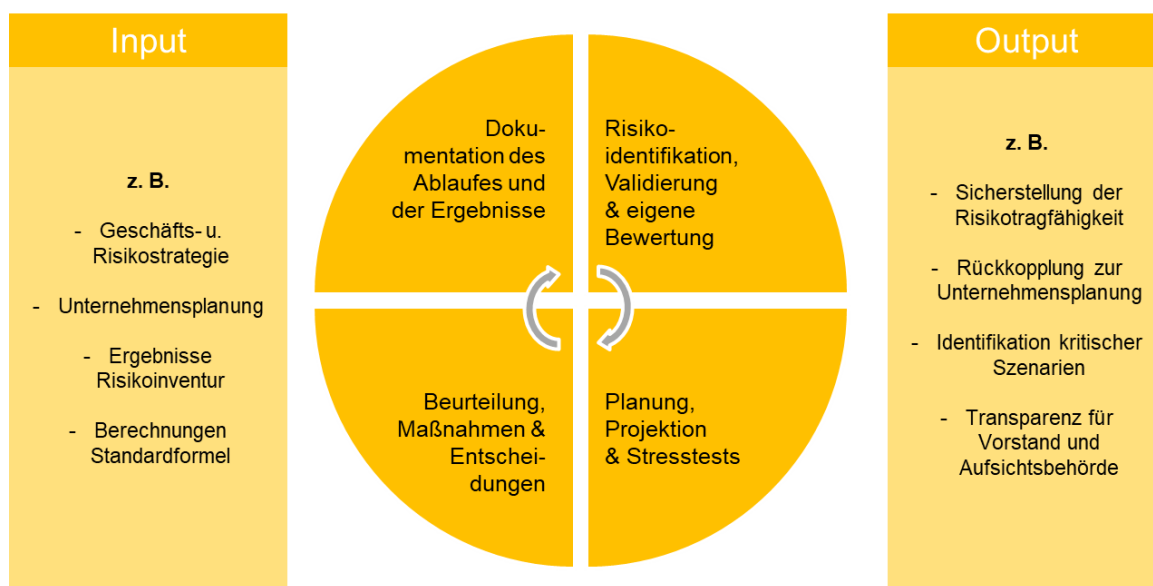 Input
z. B.
- Geschäfts- u.
Risikostrategie
- Unternehmensplanung
- Ergebnisse
Risikoinventur
- Berechnungen
Standardformel
Doku-
mentation des
Ablaufes und
der Ergebnisse
Risiko-
identifikation,
Validierung
& eigene
Bewertung
Beurteilung,
Maßnahmen &
Entschei-
dungen
Planung,
Projektion
& Stresstests
Output
z. B.
- Sicherstellung der
Risikotragfähigkeit
- Rückkopplung zur
Unternehmensplanung
- Identifikation kritischer
Szenarien
- Transparenz für
Vorstand und
Aufsichtsbehörde